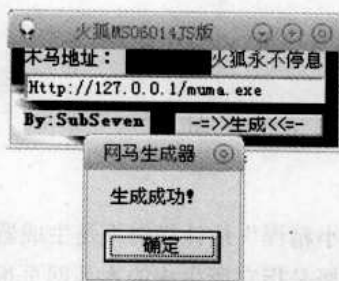 火狐MS06014JS版
木马地址： 火狐永不停息
Http://127.0.0.1/muma.exe
By:SubSeven -=>>生成<<=-
网马生成器
生成成功!
确定